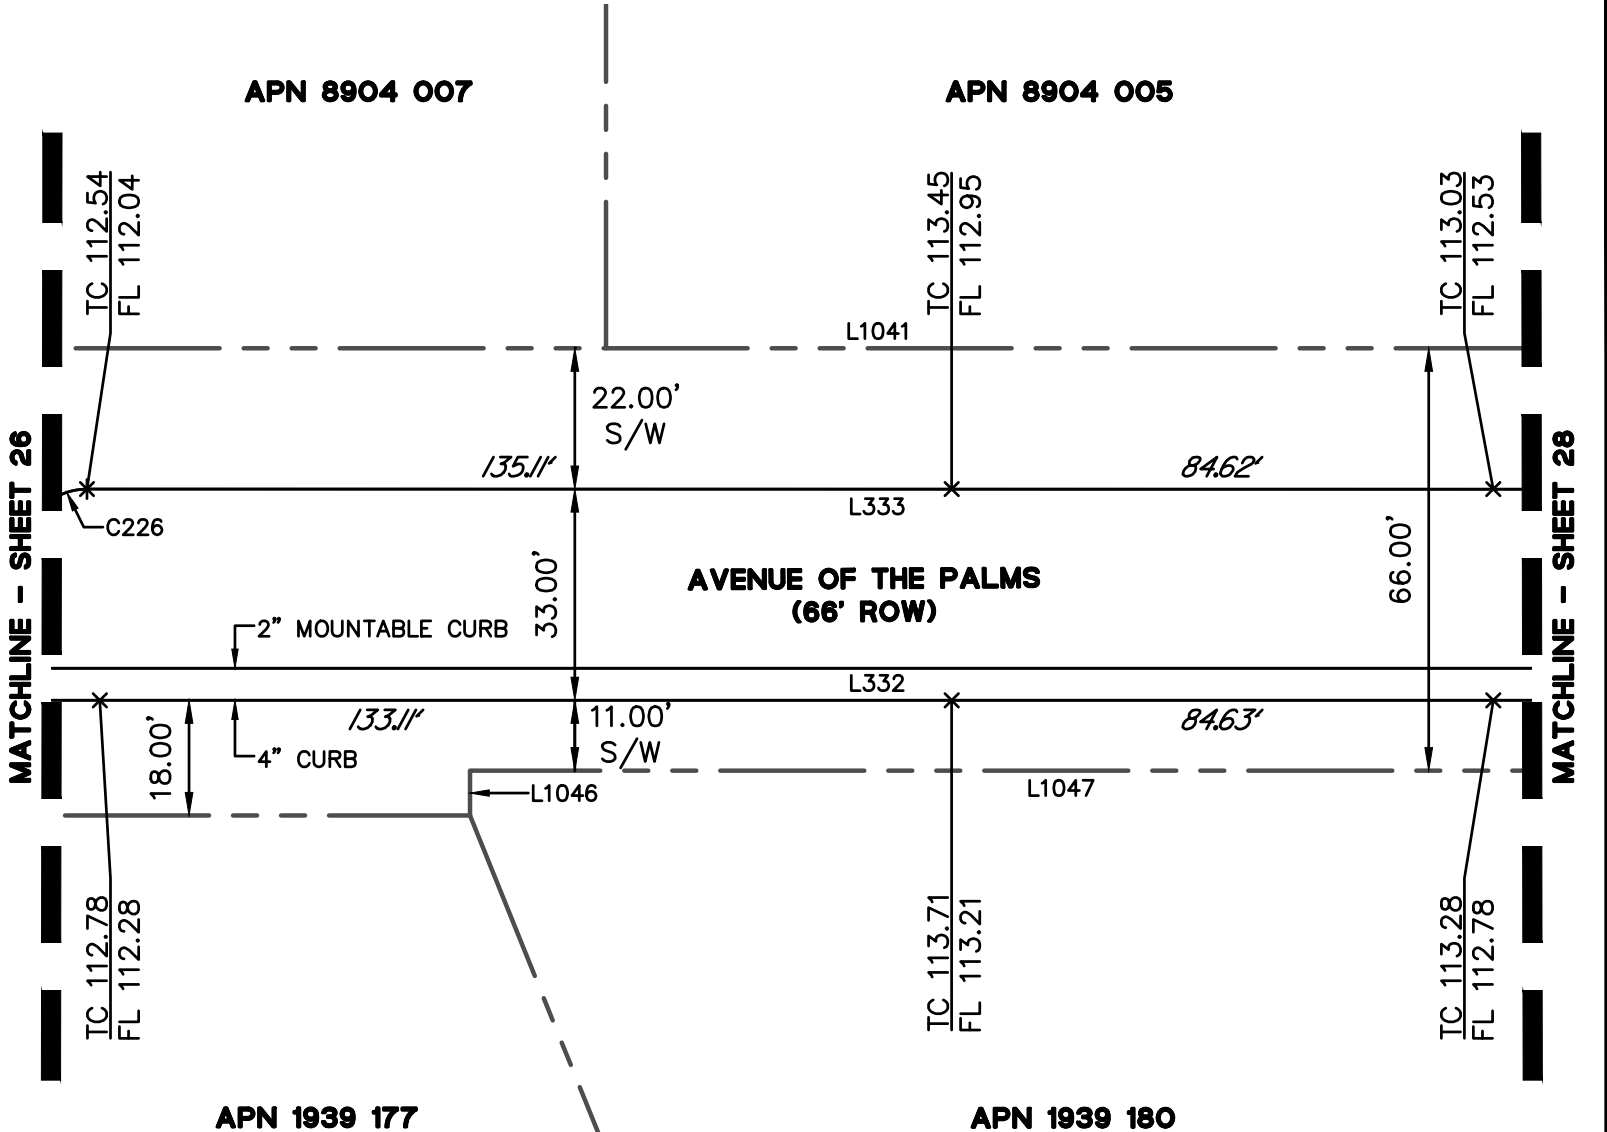 APN 8904 007
APN 8904 005
TC 112.54
FL 112.04
TC 113.45
FL 112.95
TC 113.03
FL 112.53
L1041
22.00'
S/W
135.11'
84.62'
L333
C226
MATCHLINE - SHEET 26
MATCHLINE - SHEET 28
33.00'
66.00'
AVENUE OF THE PALMS
(66' ROW)
2" MOUNTABLE CURB
L332
133.11'
11.00'
S/W
84.63'
18.00'
4" CURB
L1046
L1047
TC 112.78
FL 112.28
TC 113.71
FL 113.21
TC 113.28
FL 112.78
APN 1939 177
APN 1939 180